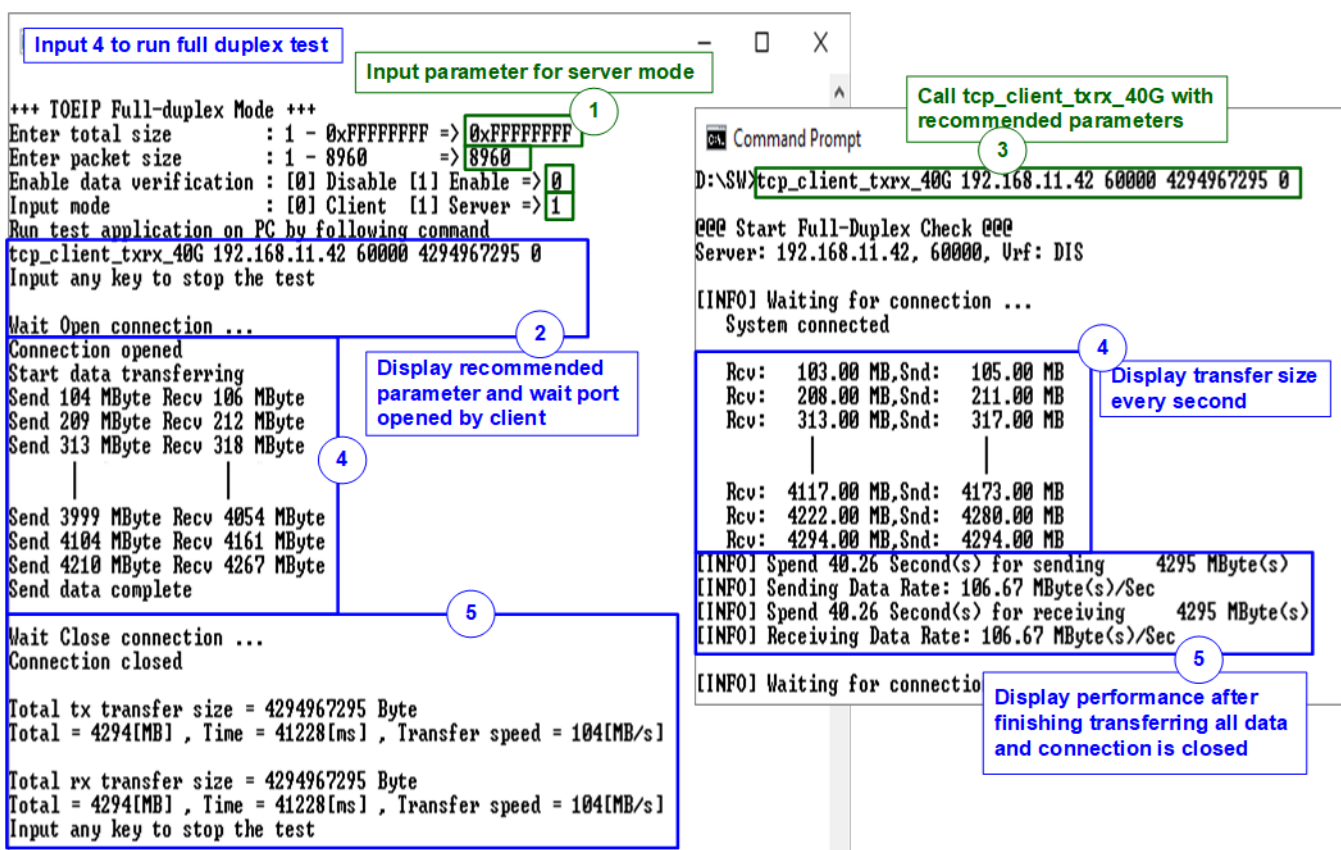 Input 4 to run full duplex test
Input parameter for server mode
1
+++ TOEIP Full-duplex Mode +++
Enter total size : 1 - 0xFFFFFFFF => 0xFFFFFFFF
Enter packet size : 1 - 8960 => 8960
Enable data verification : [0] Disable [1] Enable => 0
Input mode : [0] Client [1] Server => 1
Run test application on PC by following command
tcp_client_txrx_40G 192.168.11.42 60000 4294967295 0
Input any key to stop the test
Wait Open connection ...
2
Display recommended
parameter and wait port
opened by client
Connection opened
Start data transferring
Send 104 MByte Recv 106 MByte
Send 209 MByte Recv 212 MByte
Send 313 MByte Recv 318 MByte
4
Send 3999 MByte Recv 4054 MByte
Send 4104 MByte Recv 4161 MByte
Send 4210 MByte Recv 4267 MByte
Send data complete
5
Wait Close connection ...
Connection closed
Total tx transfer size = 4294967295 Byte
Total = 4294[MB] , Time = 41228[ms] , Transfer speed = 104[MB/s]
Total rx transfer size = 4294967295 Byte
Total = 4294[MB] , Time = 41228[ms] , Transfer speed = 104[MB/s]
Input any key to stop the test
Call tcp_client_txrx_40G with
recommended parameters
3
Command Prompt
D:\SW>tcp_client_txrx_40G 192.168.11.42 60000 4294967295 0
@@@ Start Full-Duplex Check @@@
Server: 192.168.11.42, 60000, Vrf: DIS
[INFO] Waiting for connection ...
System connected
4
Display transfer size
every second
Rcv: 103.00 MB,Snd: 105.00 MB
Rcv: 208.00 MB,Snd: 211.00 MB
Rcv: 313.00 MB,Snd: 317.00 MB
Rcv: 4117.00 MB,Snd: 4173.00 MB
Rcv: 4222.00 MB,Snd: 4280.00 MB
Rcv: 4294.00 MB,Snd: 4294.00 MB
[INFO] Spend 40.26 Second(s) for sending 4295 MByte(s)
[INFO] Sending Data Rate: 106.67 MByte(s)/Sec
[INFO] Spend 40.26 Second(s) for receiving 4295 MByte(s)
[INFO] Receiving Data Rate: 106.67 MByte(s)/Sec
5
[INFO] Waiting for connectio
Display performance after
finishing transferring all data
and connection is closed